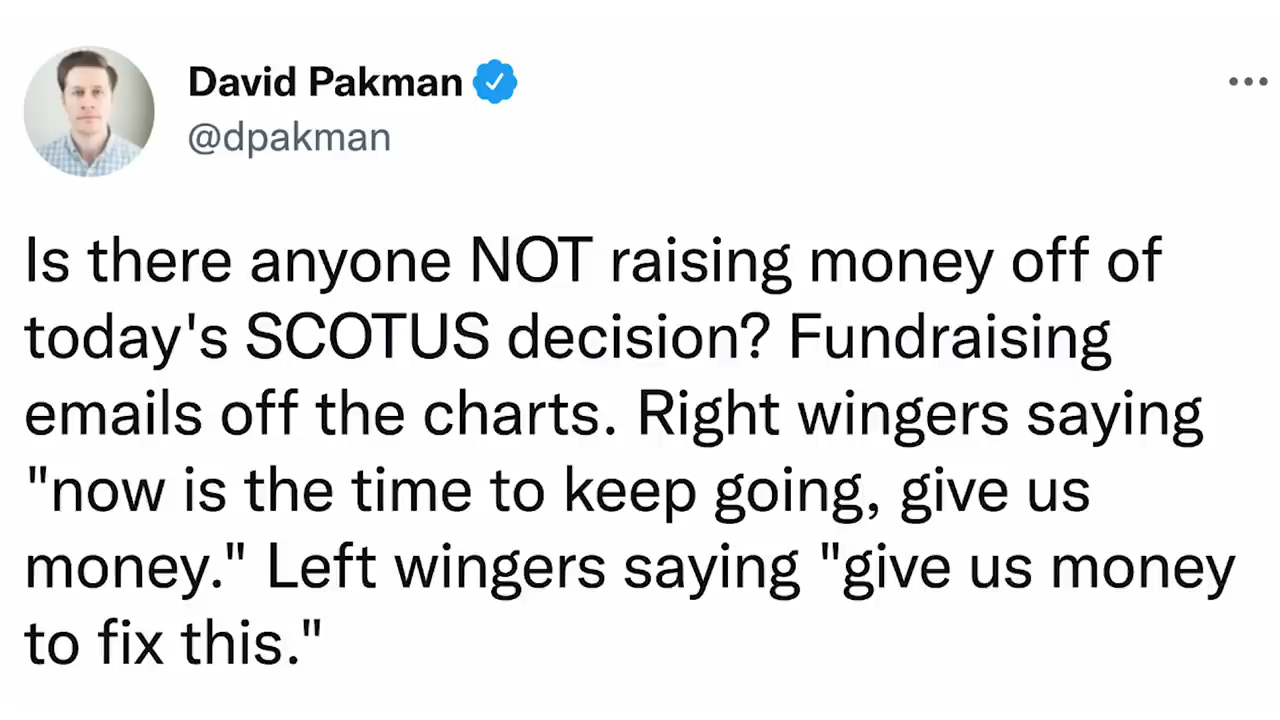 David Pakman
@dpakman
Is there anyone NOT raising money off of
today's SCOTUS decision? Fundraising
emails off the charts. Right wingers saying
"now is the time to keep going, give us
money." Left wingers saying "give us money
to fix this."